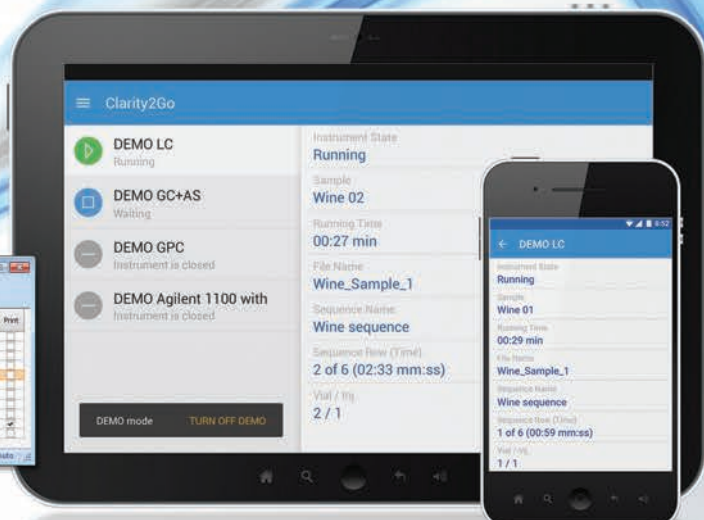 Clarity2Go
DEMO LC
Running
DEMO GC+AS
Waiting
DEMO GPC
Instrument is closed
DEMO Agilent 1100 with
Instrument is closed
DEMO mode TURN OFF DEMO
Instrument State
Running
Sample
Wine 02
Running Time
00:27 min
File Name
Wine_Sample_1
Sequence Name
Wine sequence
Sequence Row (Time)
2 of 6 (02:33 mm:ss)
Vial / Inj.
2 / 1
Print
6:52
DEMO LC
Instrument State
Running
Sample
Wine 01
Running Time
00:29 min
File Name
Wine_Sample_1
Sequence Name
Wine sequence
Sequence Row (Time)
1 of 6 (00:59 mm:ss)
Vial / Inj.
1 / 1